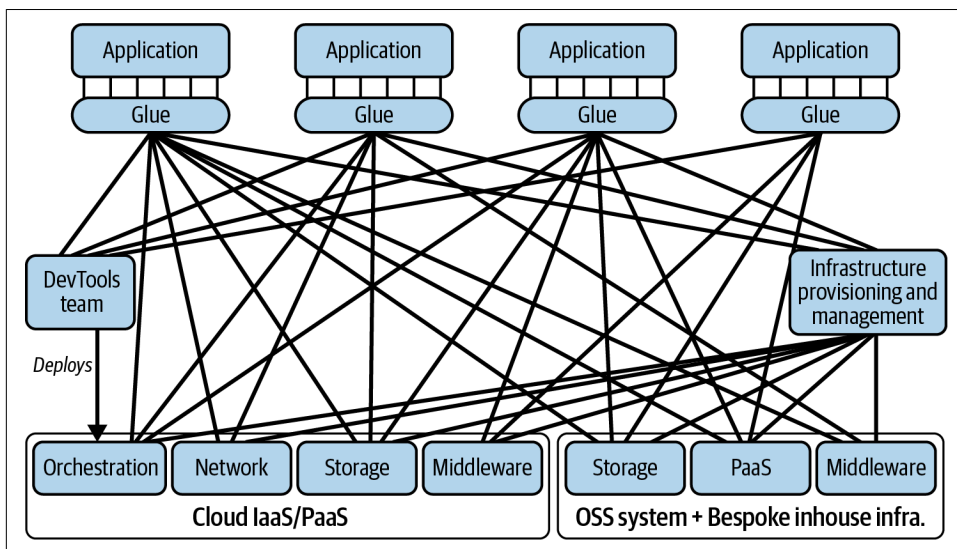 Application
Application
Application
Application
Glue
Glue
Glue
Glue
DevTools
team
Infrastructure
provisioning and
management
Deploys
Orchestration
Network
Storage
Middleware
Storage
PaaS
Middleware
Cloud IaaS/PaaS
OSS system + Bespoke inhouse infra.